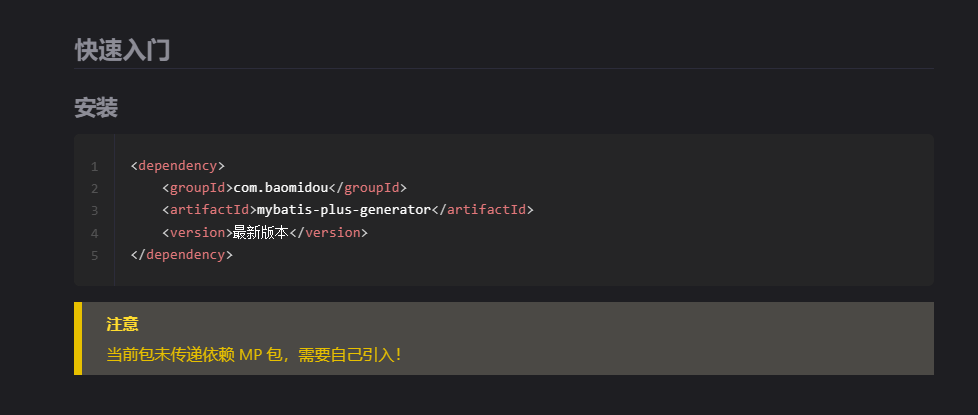 快速入门
安装
1 <dependency>
2     <groupId>com.baomidou</groupId>
3     <artifactId>mybatis-plus-generator</artifactId>
4     <version>最新版本</version>
5 </dependency>
注意
当前包未传递依赖 MP 包，需要自己引入！